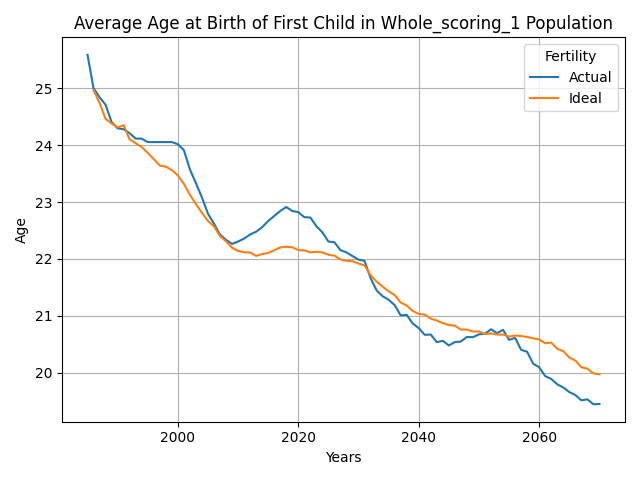 Average Age at Birth of First Child in Whole_scoring_1 Population
Fertility
Actual
Ideal
Age
25
24
23
22
21
20
2000
2020
2040
2060
Years